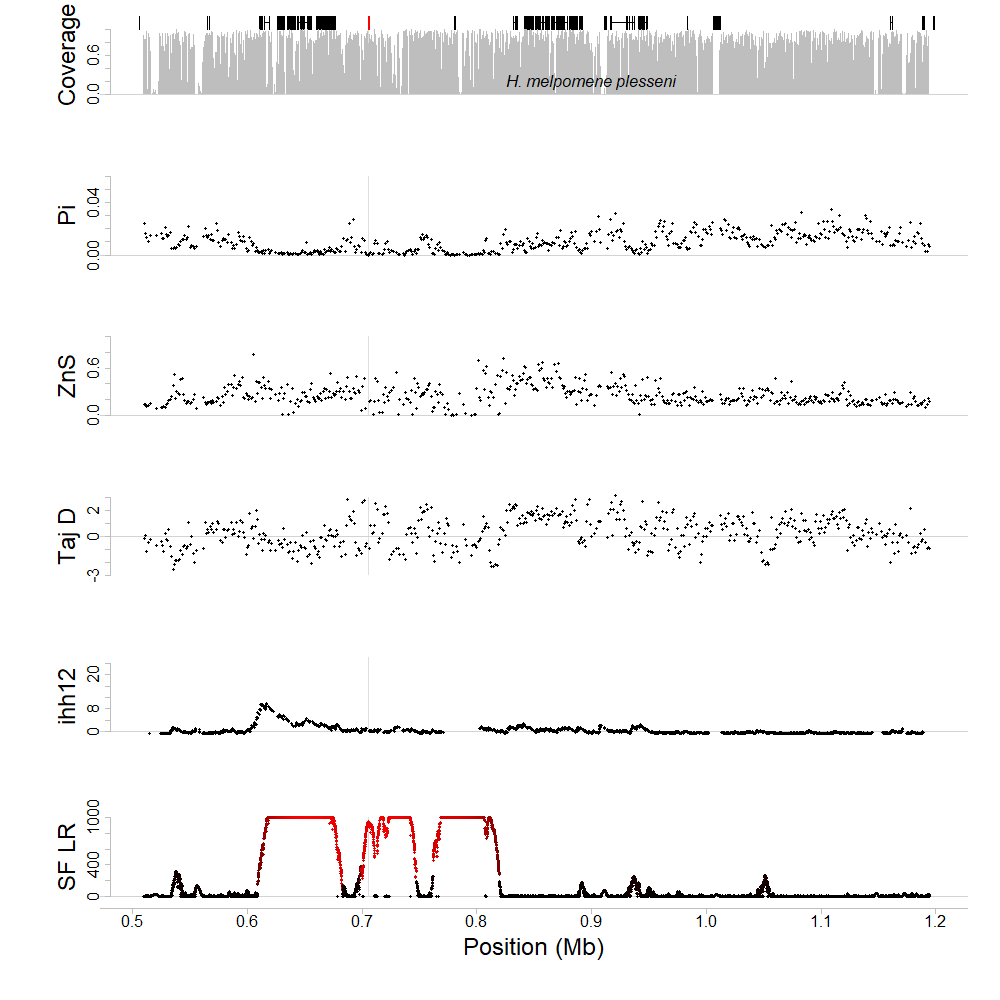 Coverage
0.6
0.0
H. melpomene plesseni
Pi
0.04
0.00
ZnS
0.6
0.0
Taj D
2
0
-3
ihh12
20
8
0
SF LR
1000
400
0
0.5 0.6 0.7 0.8 0.9 1.0 1.1 1.2
Position (Mb)